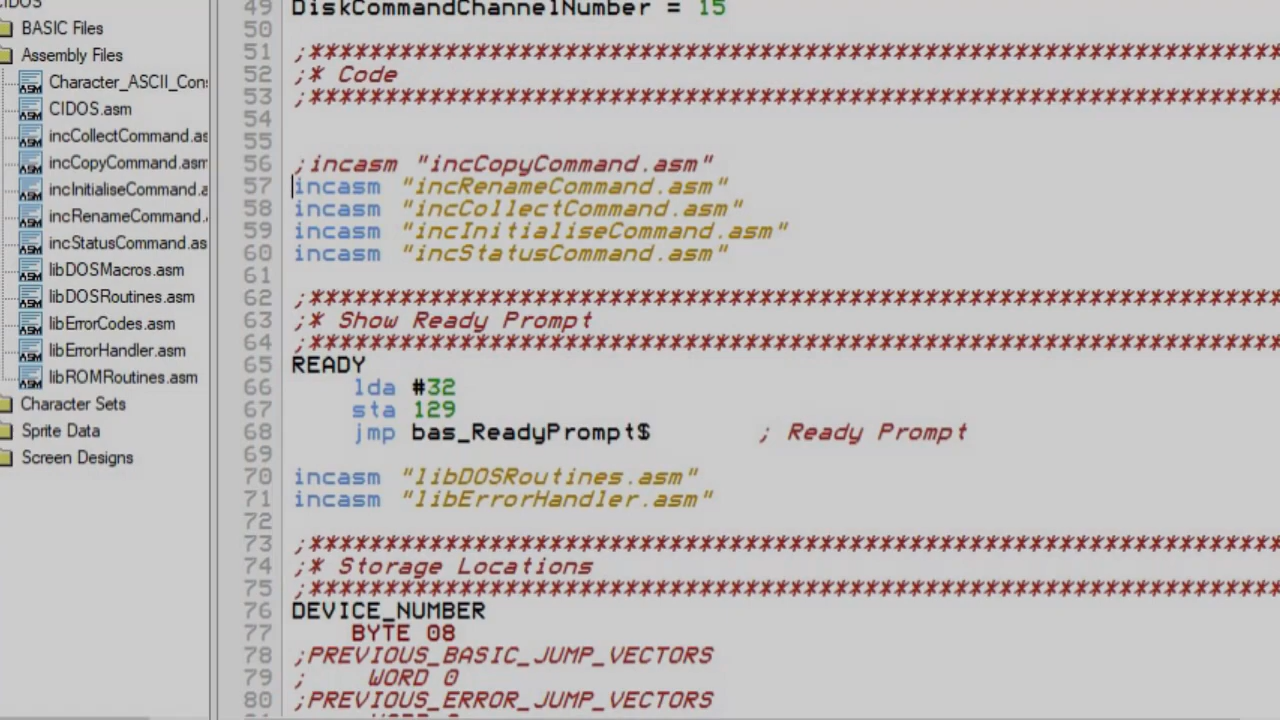 CIDOS
BASIC Files
Assembly Files
Character_ASCII_Cons
CIDOS.asm
incCollectCommand.as
incCopyCommand.asm
incInitialiseCommand.a
incRenameCommand.
incStatusCommand.as
libDOSMacros.asm
libDOSRoutines.asm
libErrorCodes.asm
libErrorHandler.asm
libROMRoutines.asm
Character Sets
Sprite Data
Screen Designs
49 DiskCommandChannelNumber = 15
50
51 ;******************************************************************
52 ;* Code
53 ;******************************************************************
54
55
56 ;incasm "incCopyCommand.asm"
57 incasm "incRenameCommand.asm"
58 incasm "incCollectCommand.asm"
59 incasm "incInitialiseCommand.asm"
60 incasm "incStatusCommand.asm"
61
62 ;******************************************************************
63 ;* Show Ready Prompt
64 ;******************************************************************
65 READY
66 lda #32
67 sta 129
68 jmp bas_ReadyPrompt$ ; Ready Prompt
69
70 incasm "libDOSRoutines.asm"
71 incasm "libErrorHandler.asm"
72
73 ;******************************************************************
74 ;* Storage Locations
75 ;******************************************************************
76 DEVICE_NUMBER
77 BYTE 08
78 ;PREVIOUS_BASIC_JUMP_VECTORS
79 ; WORD 0
80 ;PREVIOUS_ERROR_JUMP_VECTORS